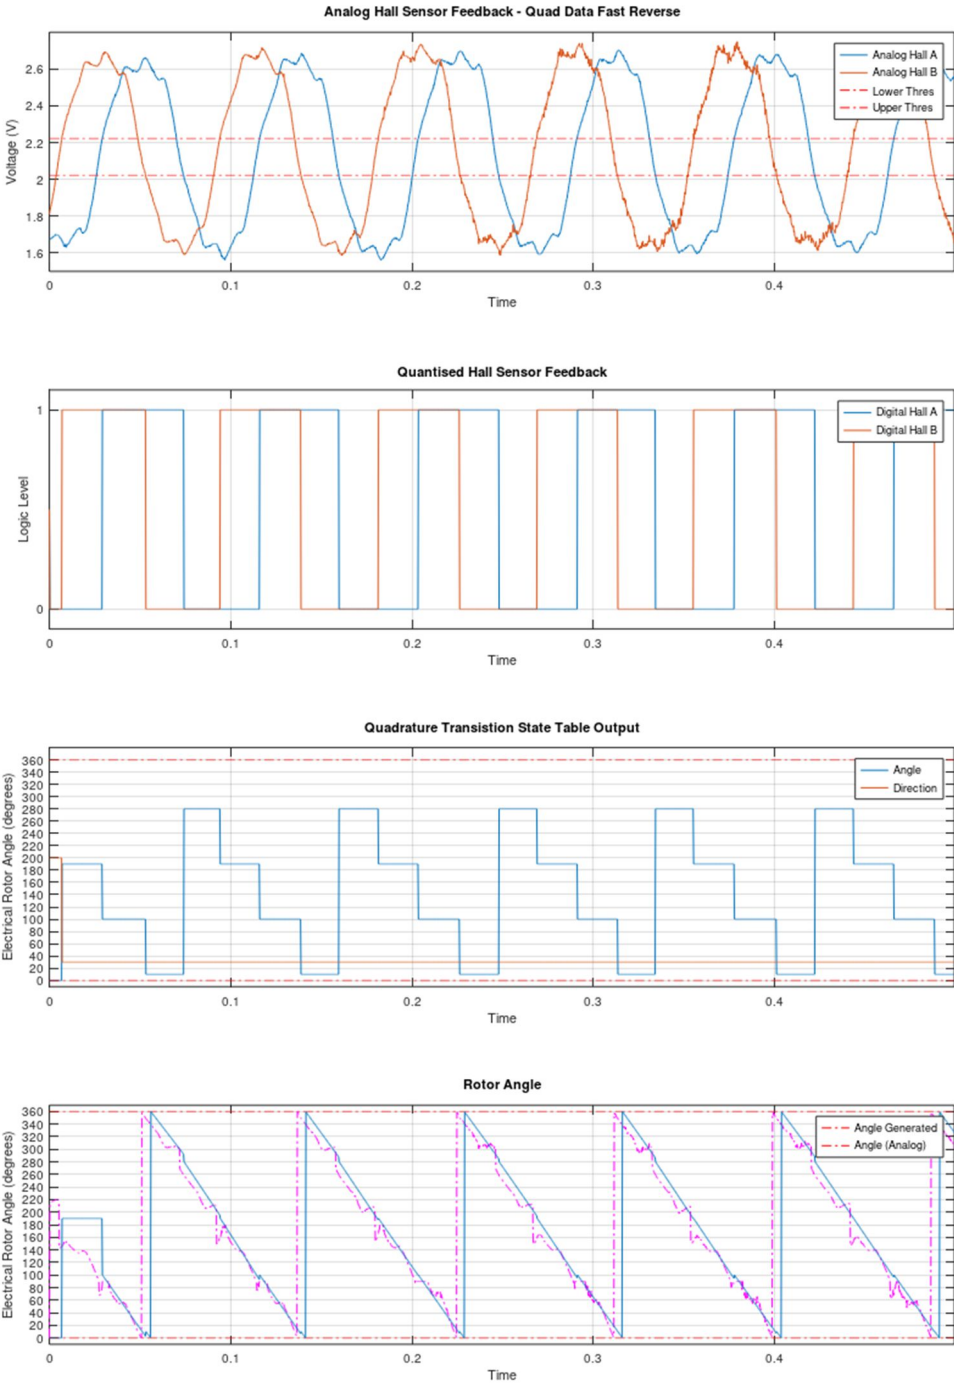 Analog Hall Sensor Feedback - Quad Data Fast Reverse
Voltage (V)
2.6
2.4
2.2
2
1.8
1.6
Analog Hall A
Analog Hall B
Lower Thres
Upper Thres
0 0.1 0.2 0.3 0.4
Time
Quantised Hall Sensor Feedback
Logic Level
1
0
Digital Hall A
Digital Hall B
0 0.1 0.2 0.3 0.4
Time
Quadrature Transistion State Table Output
Electrical Rotor Angle (degrees)
360
340
320
300
280
260
240
220
200
180
160
140
120
100
80
60
40
20
0
Angle
Direction
0 0.1 0.2 0.3 0.4
Time
Rotor Angle
Electrical Rotor Angle (degrees)
360
340
320
300
280
260
240
220
200
180
160
140
120
100
80
60
40
20
0
Angle Generated
Angle (Analog)
0 0.1 0.2 0.3 0.4
Time